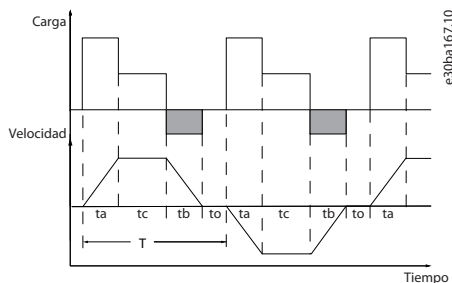 Carga
Velocidad
ta tc tb to ta tc tb to ta
T
Tiempo
e30ba167.10